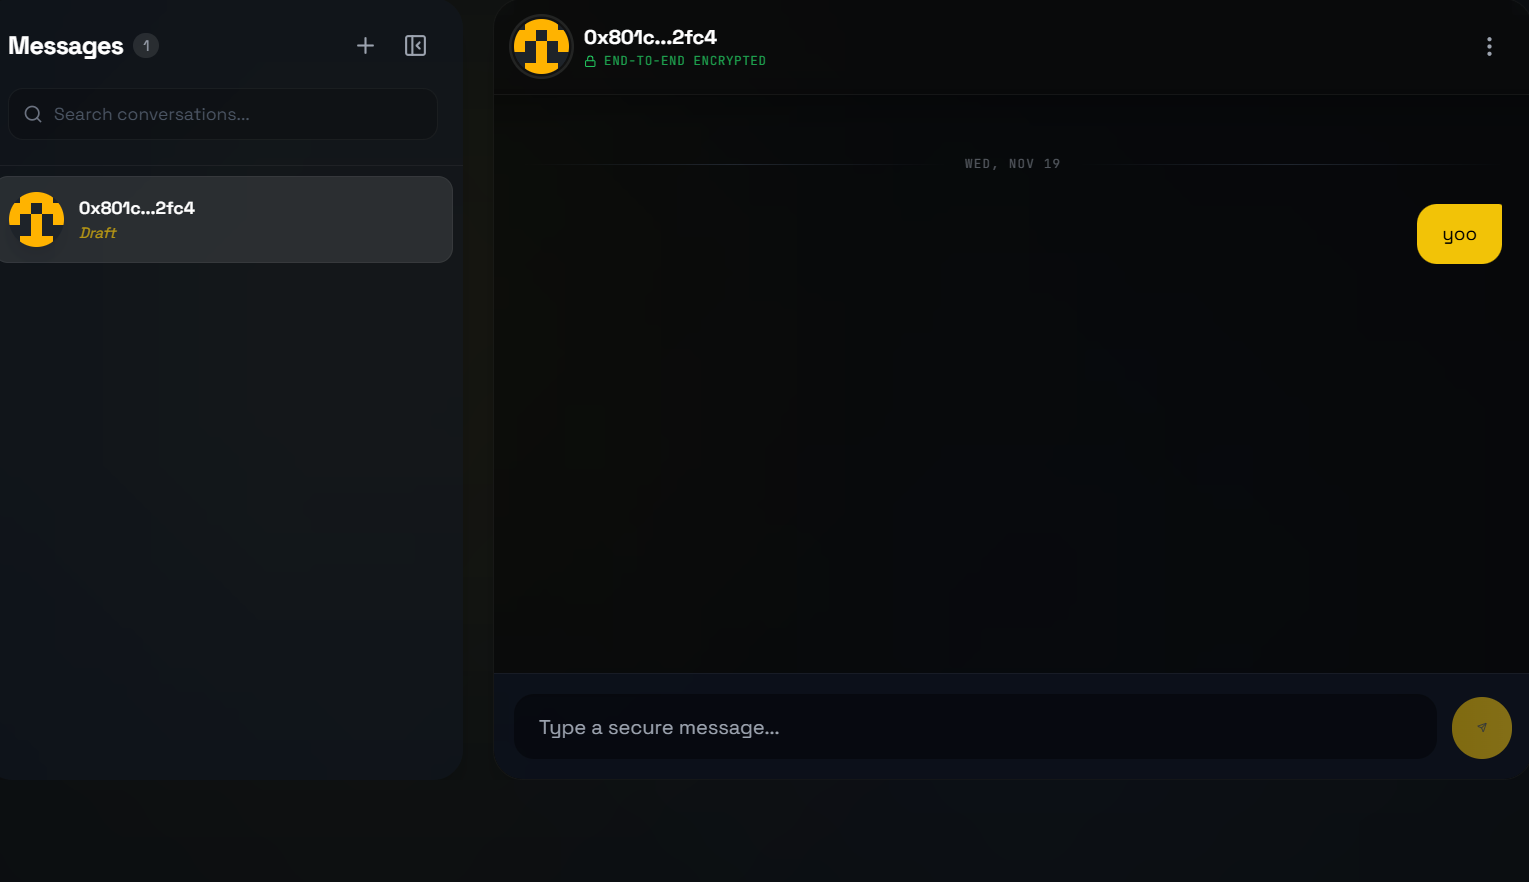 Messages 1
Search conversations...
0x801c...2fc4
Draft
0x801c...2fc4
END-TO-END ENCRYPTED
WED, NOV 19
yoo
Type a secure message...